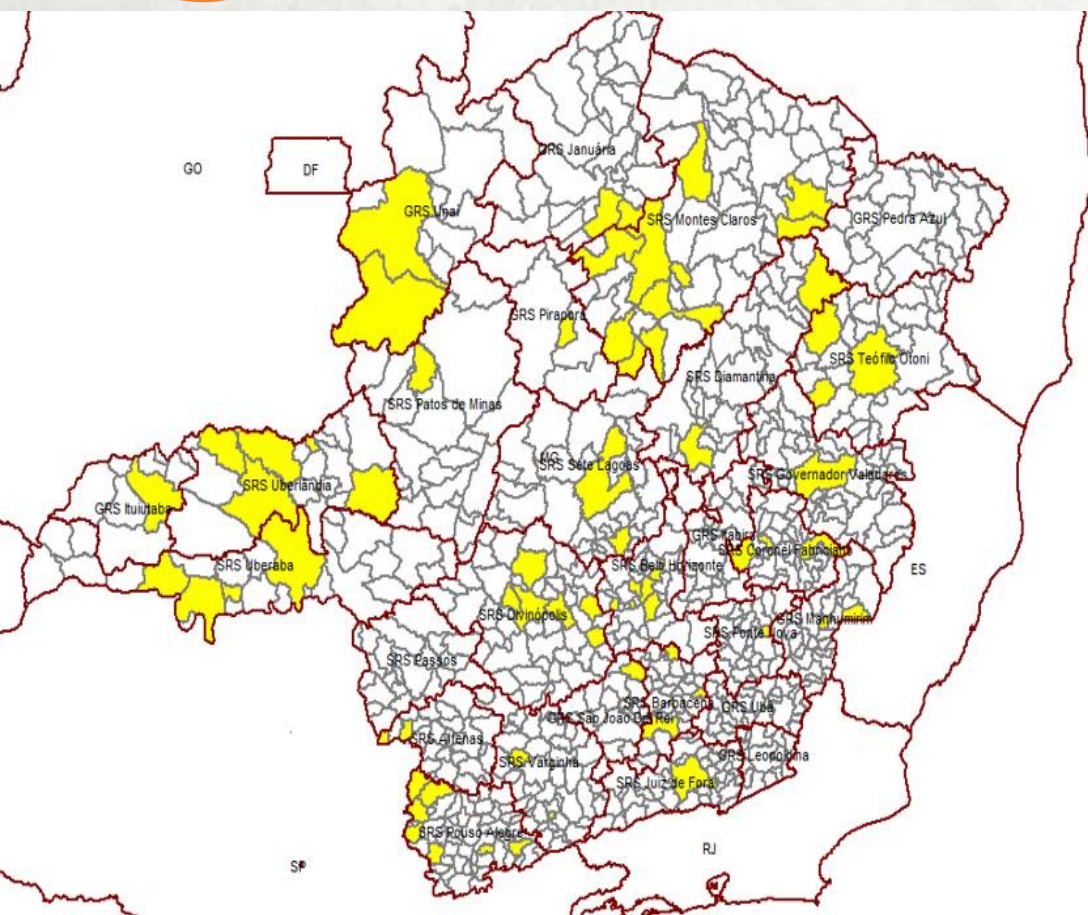 GRS Januária
GO
DF
GRS Unaí
SRS Montes Claros
GRS Pedra Azul
GRS Pirapora
SRS Teófilo Otoni
SRS Diamantina
SRS Patos de Minas
MG
SRS Sete Lagoas
SRS Governador Valadares
SRS Uberlândia
GRS Ituiutaba
GRS Itabira
SRS Coronel Fabriciano
SRS Uberaba
SRS Belo Horizonte
ES
SRS Divinópolis
GRS Manhumirim
SRS Ponte Nova
SRS Passos
SRS Barbacena
GRS Ubá
GRS São João Del Rei
SRS Alfenas
GRS Leopoldina
SRS Varginha
SRS Juiz de Fora
SRS Pouso Alegre
RJ
SP